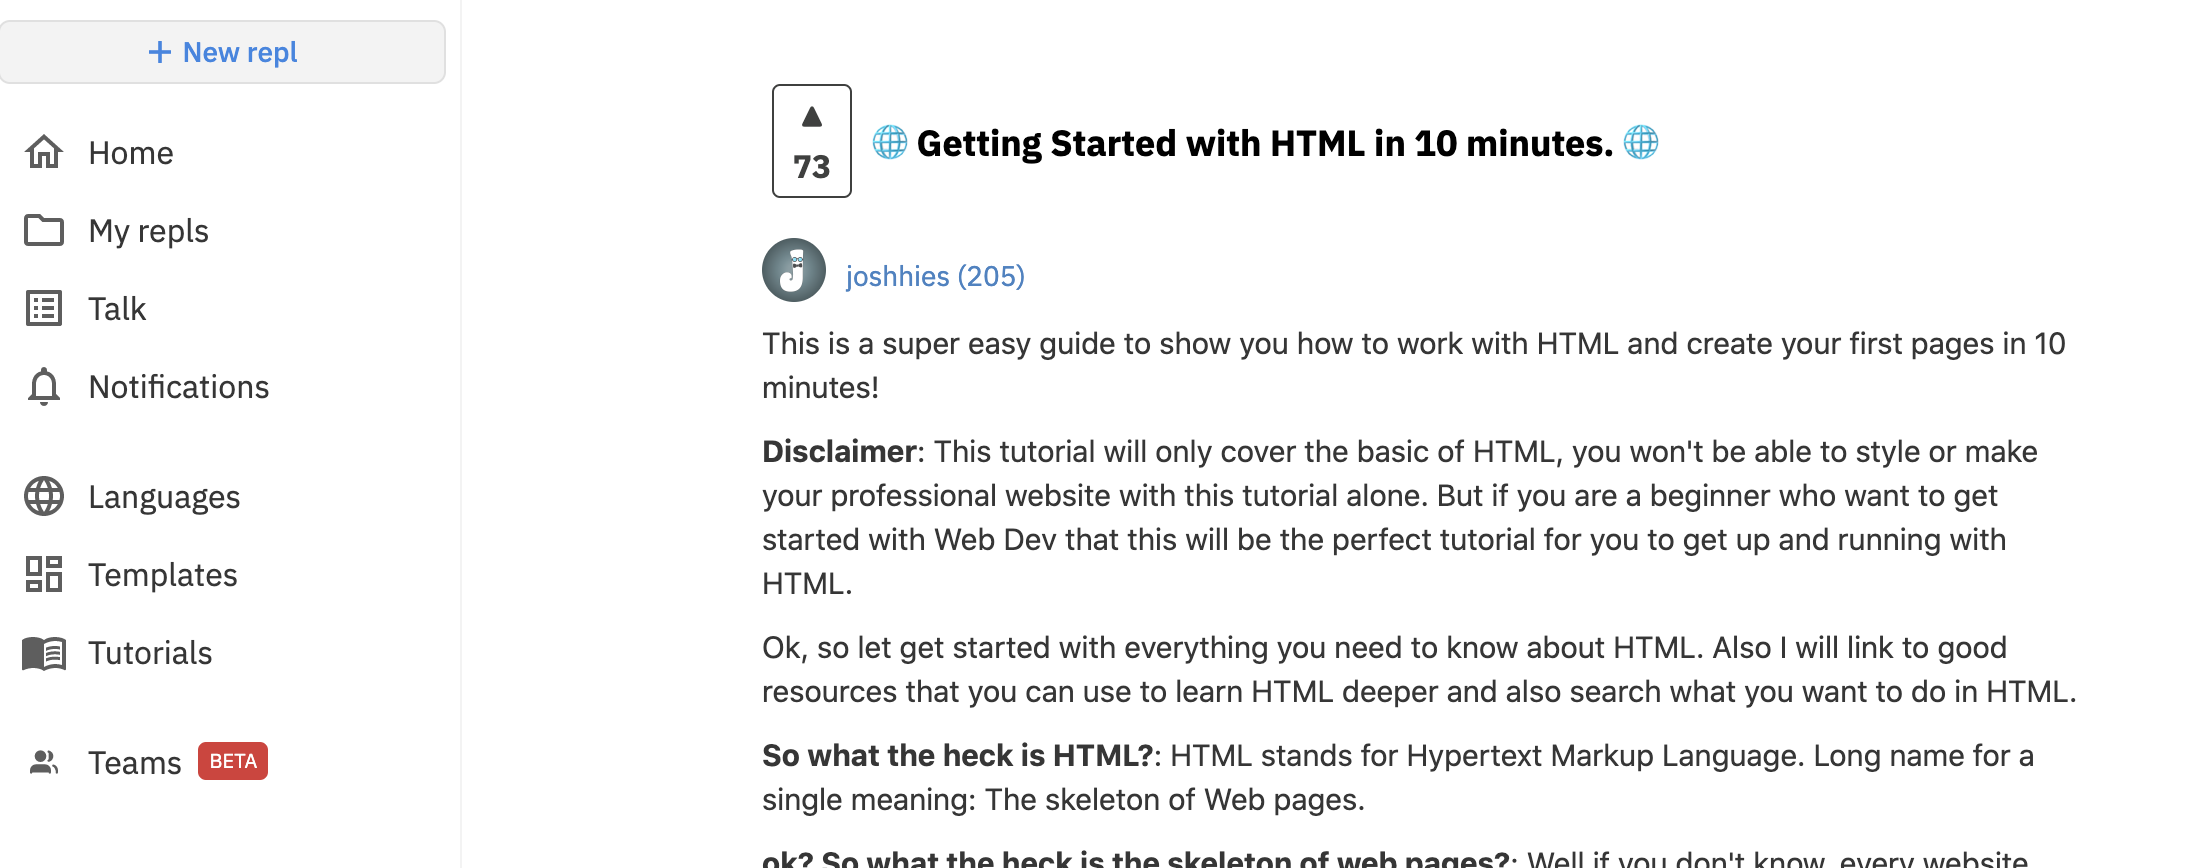 + New repl
Home
My repls
Talk
Notifications
Languages
Templates
Tutorials
Teams BETA
▲
73
🌐 Getting Started with HTML in 10 minutes. 🌐
joshhies (205)
This is a super easy guide to show you how to work with HTML and create your first pages in 10
minutes!
Disclaimer: This tutorial will only cover the basic of HTML, you won't be able to style or make
your professional website with this tutorial alone. But if you are a beginner who want to get
started with Web Dev that this will be the perfect tutorial for you to get up and running with
HTML.
Ok, so let get started with everything you need to know about HTML. Also I will link to good
resources that you can use to learn HTML deeper and also search what you want to do in HTML.
So what the heck is HTML?: HTML stands for Hypertext Markup Language. Long name for a
single meaning: The skeleton of Web pages.
ok? So what the heck is the skeleton of web pages?: Well if you don't know, every website